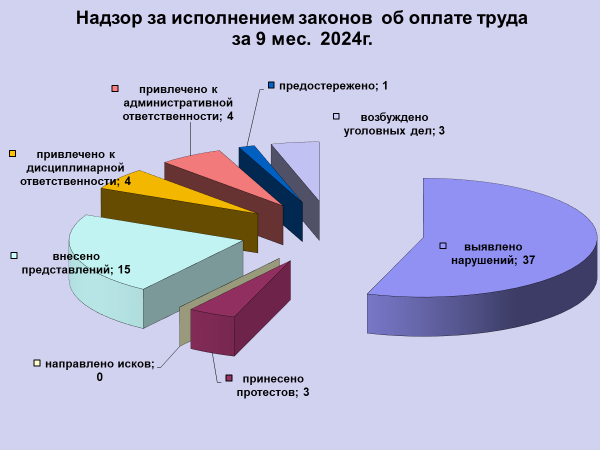 Надзор за исполнением законов об оплате труда
за 9 мес. 2024г.
привлечено к
административной
ответственности; 4
предостережено; 1
возбуждено
уголовных дел; 3
привлечено к
дисциплинарной
ответственности; 4
внесено
представлений; 15
выявлено
нарушений; 37
направлено исков;
0
принесено
протестов; 3